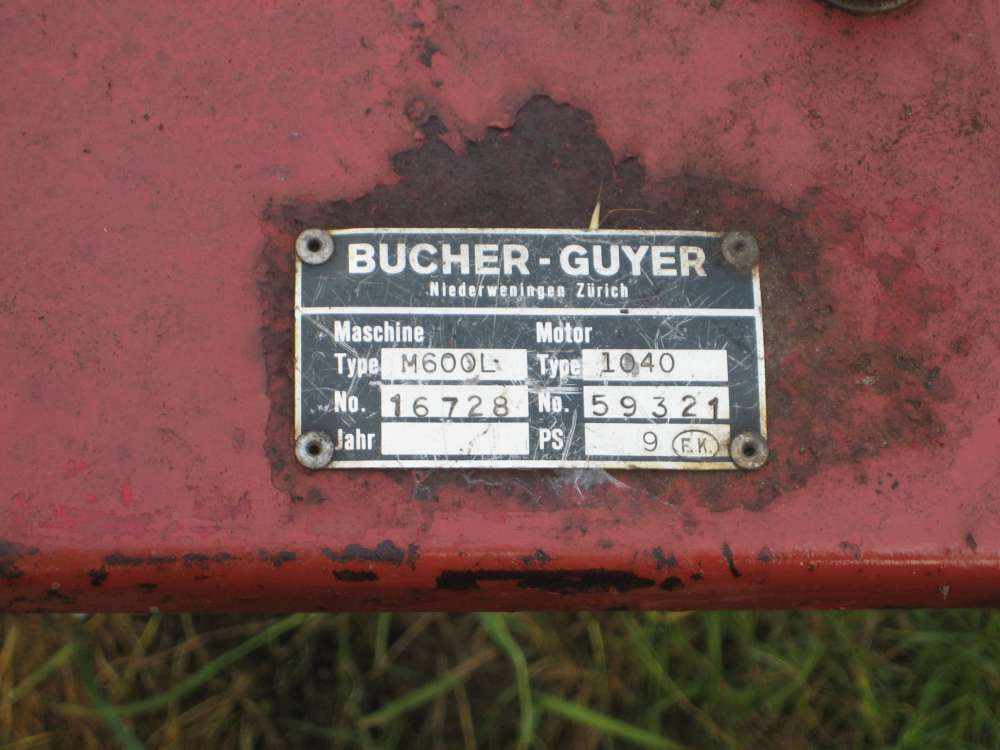 BUCHER - GUYER
Niederweningen Zürich
Maschine Motor
Type M600L Type 1040
No. 16728 No. 59321
Jahr PS 9 F.K.